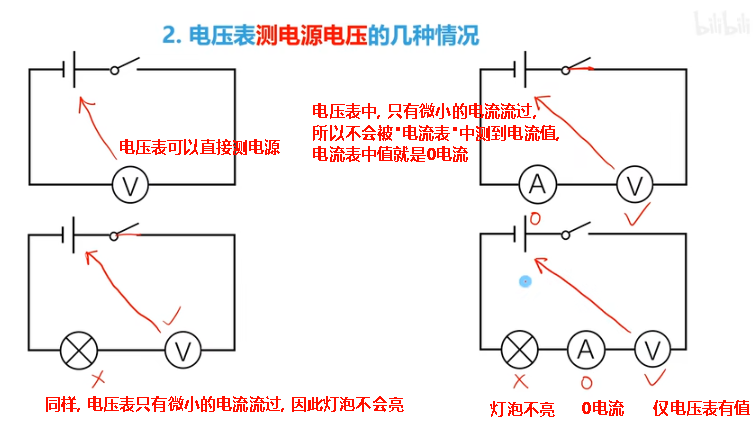 2. 电压表测电源电压的几种情况
bilibili
电压表可以直接测电源
V
电压表中, 只有微小的电流流过,
所以不会被"电流表"中测到电流值,
电流表中值就是0电流
A
V
0
V
同样, 电压表只有微小的电流流过, 因此灯泡不会亮
A
V
0
灯泡不亮 0电流 仅电压表有值